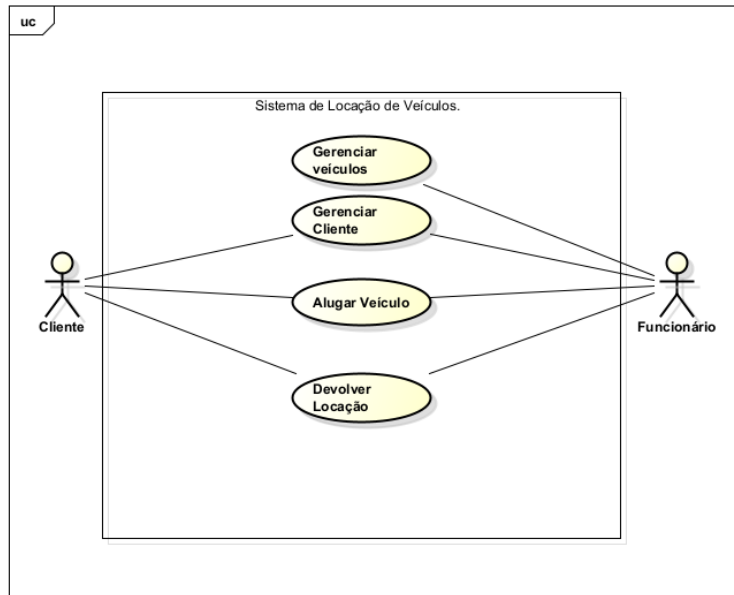 uc
Sistema de Locação de Veículos.
Gerenciar
veículos
Gerenciar
Cliente
Alugar Veículo
Cliente
Funcionário
Devolver
Locação